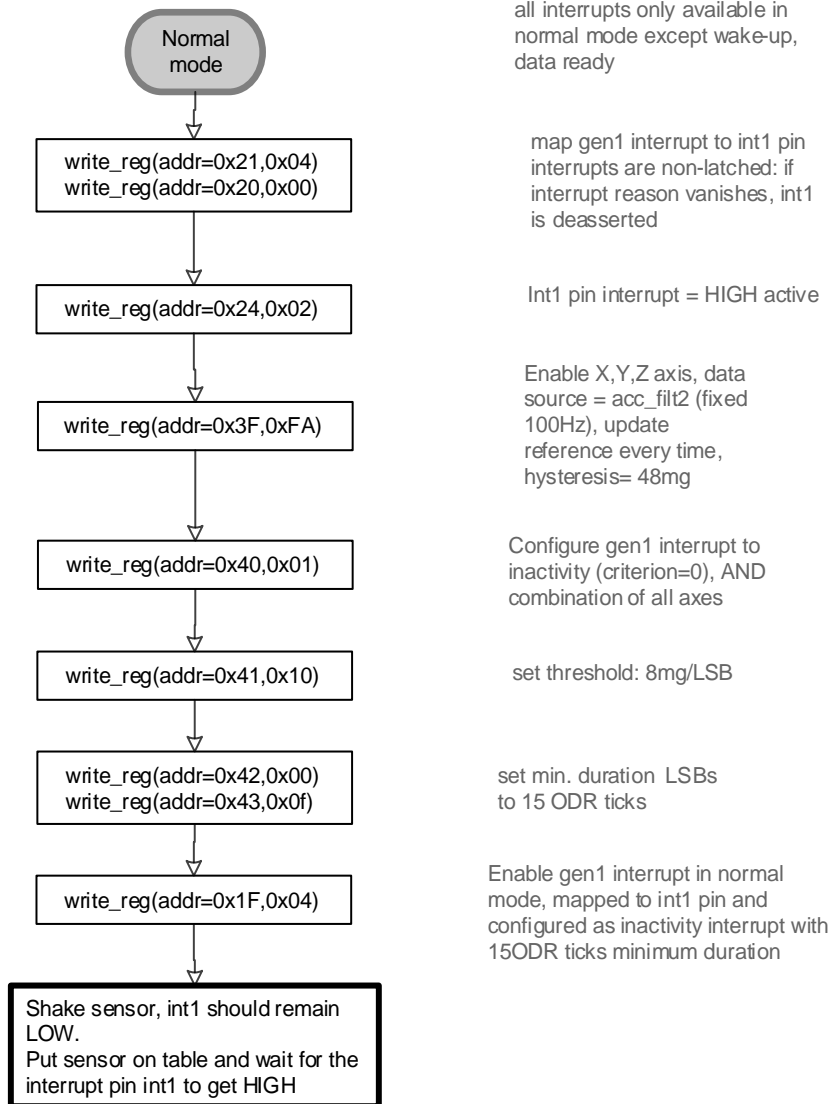 all interrupts only available in
normal mode except wake-up,
data ready
Normal
mode
write_reg(addr=0x21,0x04)
write_reg(addr=0x20,0x00)
map gen1 interrupt to int1 pin
interrupts are non-latched: if
interrupt reason vanishes, int1
is deasserted
write_reg(addr=0x24,0x02)
Int1 pin interrupt = HIGH active
write_reg(addr=0x3F,0xFA)
Enable X,Y,Z axis, data
source = acc_filt2 (fixed
100Hz), update
reference every time,
hysteresis= 48mg
write_reg(addr=0x40,0x01)
Configure gen1 interrupt to
inactivity (criterion=0), AND
combination of all axes
write_reg(addr=0x41,0x10)
set threshold: 8mg/LSB
write_reg(addr=0x42,0x00)
write_reg(addr=0x43,0x0f)
set min. duration LSBs
to 15 ODR ticks
write_reg(addr=0x1F,0x04)
Enable gen1 interrupt in normal
mode, mapped to int1 pin and
configured as inactivity interrupt with
15ODR ticks minimum duration
Shake sensor, int1 should remain
LOW.
Put sensor on table and wait for the
interrupt pin int1 to get HIGH